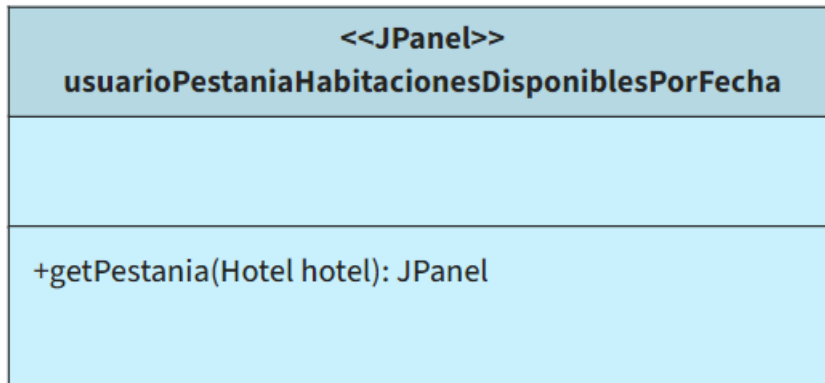 <<JPanel>>
usuarioPestaniaHabitacionesDisponiblesPorFecha
+getPestania(Hotel hotel): JPanel